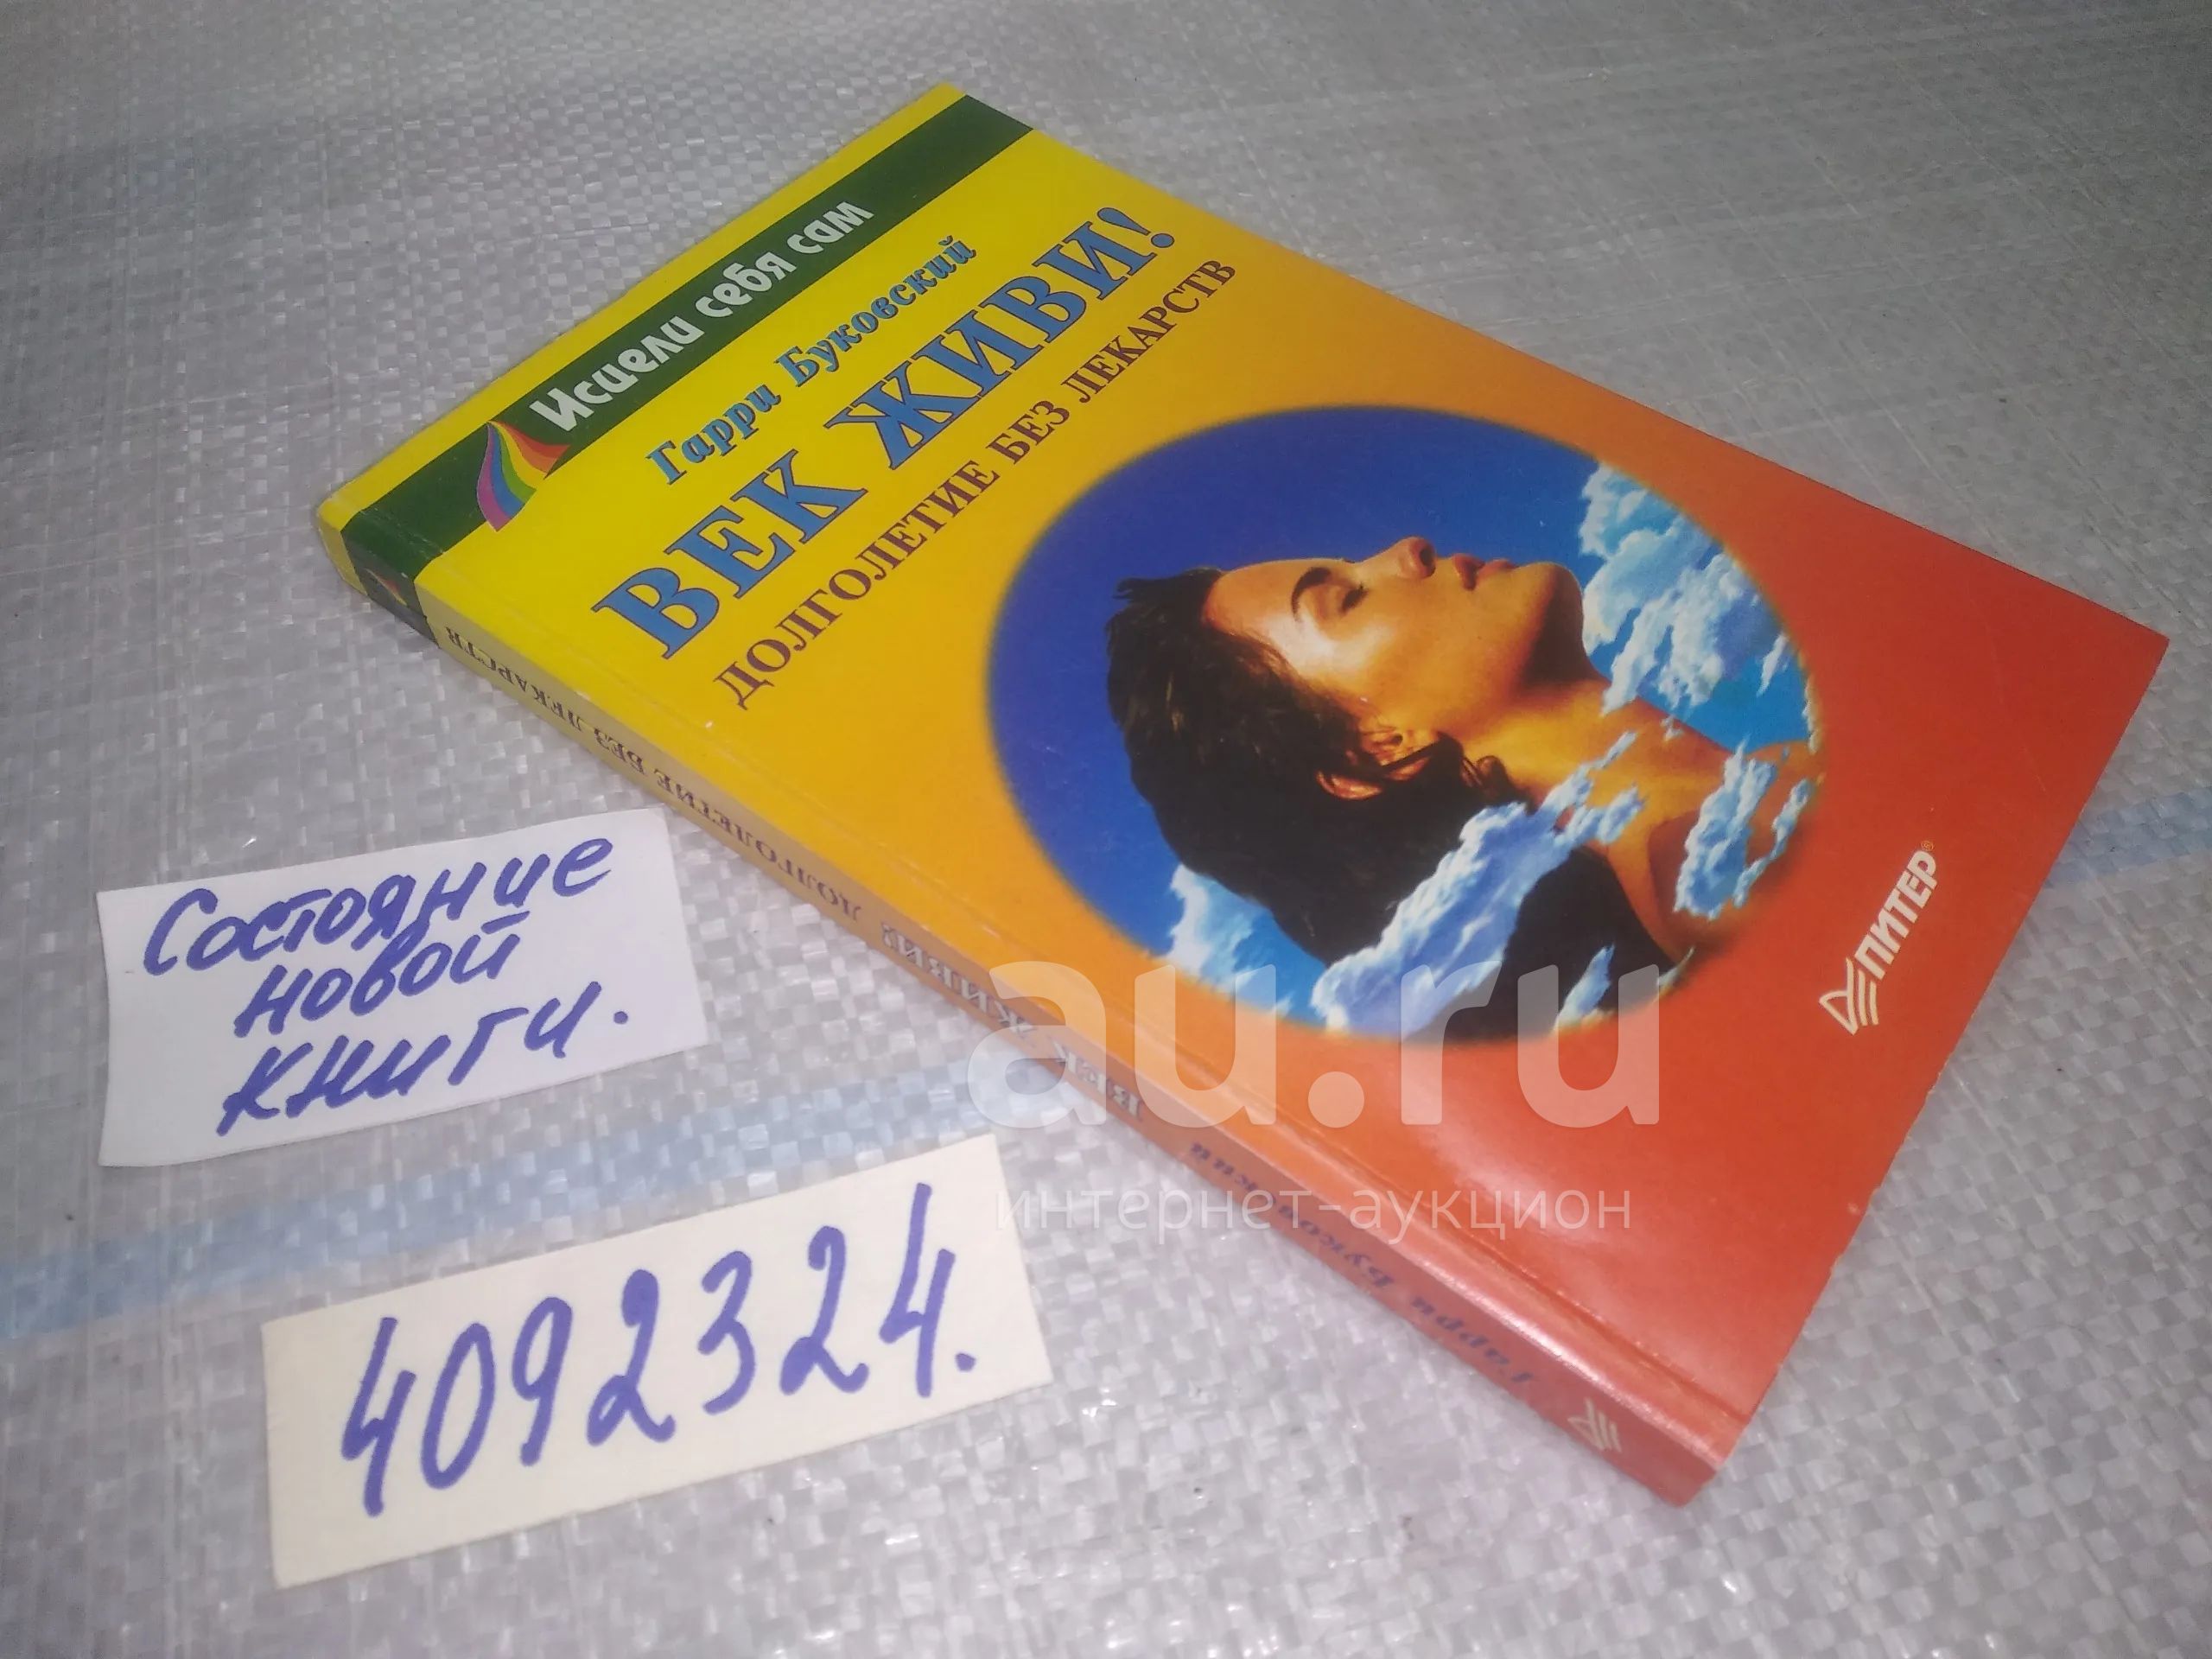 Исцели себя сам
Гарри Буковский
ВЕК ЖИВИ!
ДОЛГОЛЕТИЕ БЕЗ ЛЕКАРСТВ
ПИТЕР®
Гарри Буковский ВЕК ЖИВИ! ДОЛГОЛЕТИЕ БЕЗ ЛЕКАРСТВ
Состояние
новой
книги.
4092324.
au.ru
интернет-аукцион